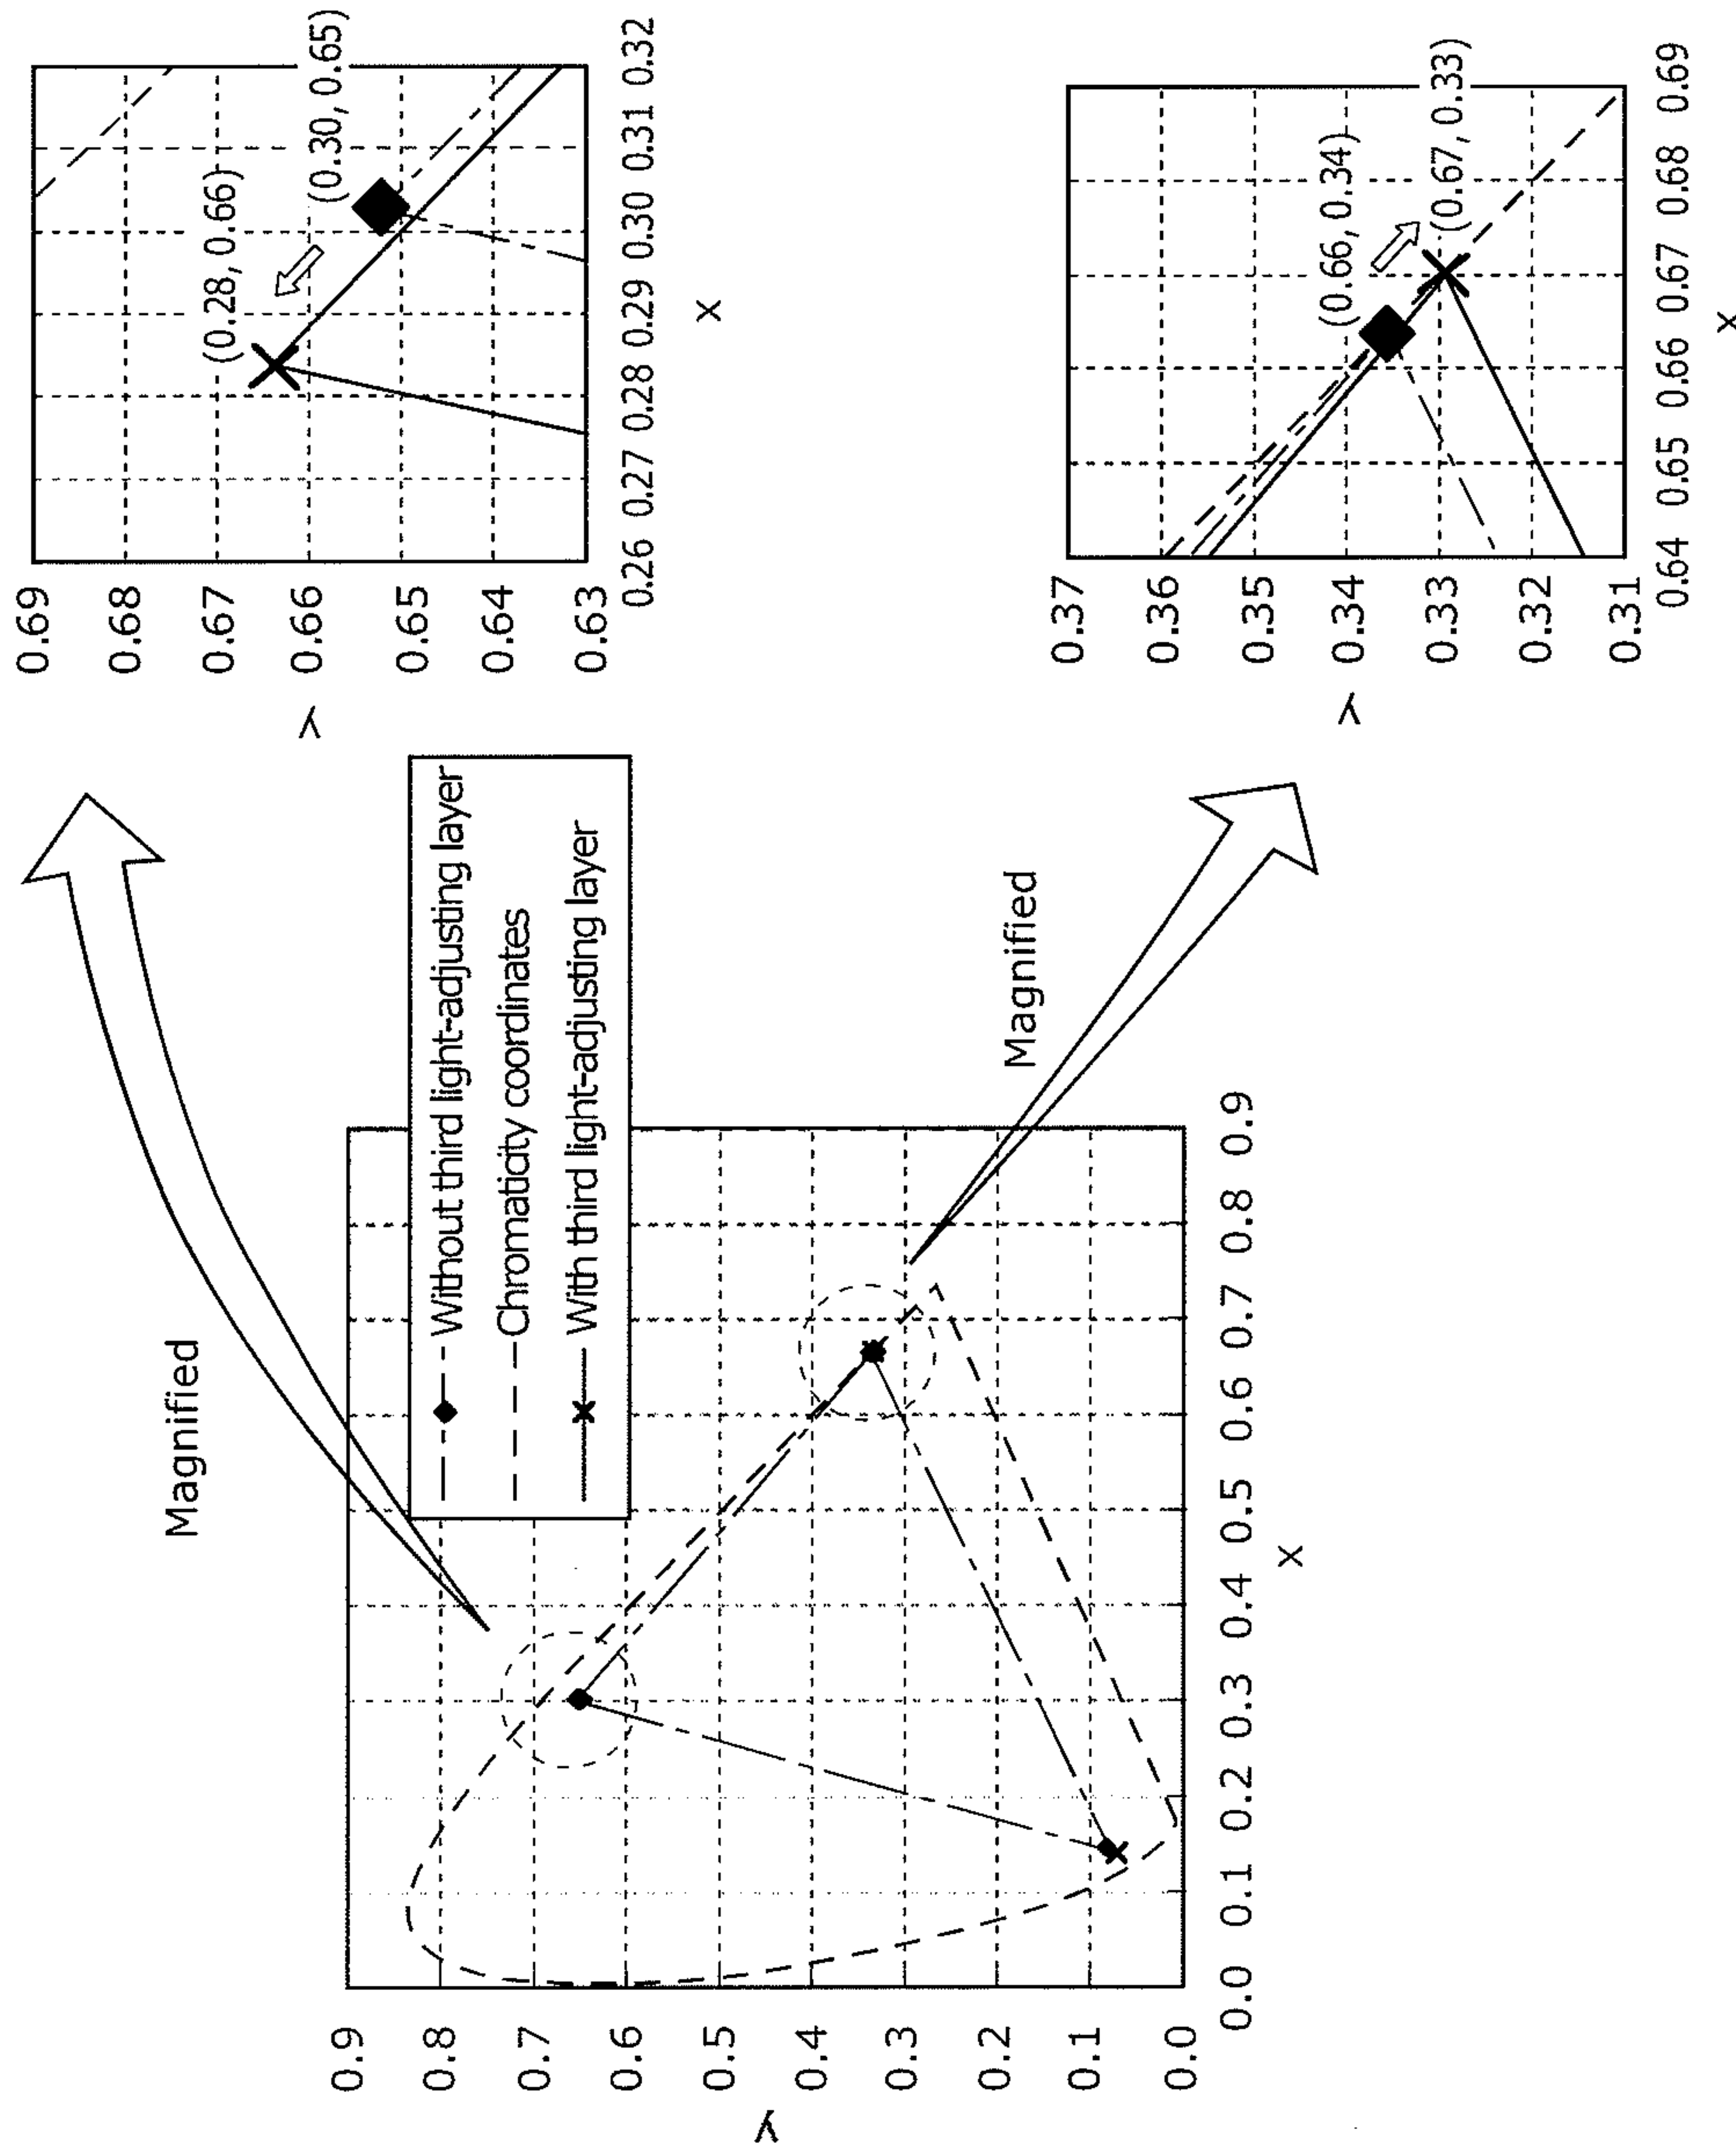 Magnified
Without third light-adjusting layer
Chromaticity coordinates
With third light-adjusting layer
y
0.9
0.8
0.7
0.6
0.5
0.4
0.3
0.2
0.1
0.0
0.0 0.1 0.2 0.3 0.4 0.5 0.6 0.7 0.8 0.9
x
Magnified
Y
0.69
0.68
0.67
0.66
0.65
0.64
0.63
(0.28, 0.66)
(0.30, 0.65)
0.26 0.27 0.28 0.29 0.30 0.31 0.32
X
Y
0.37
0.36
0.35
0.34
0.33
0.32
0.31
(0.66, 0.34)
(0.67, 0.33)
0.64 0.65 0.66 0.67 0.68 0.69
X